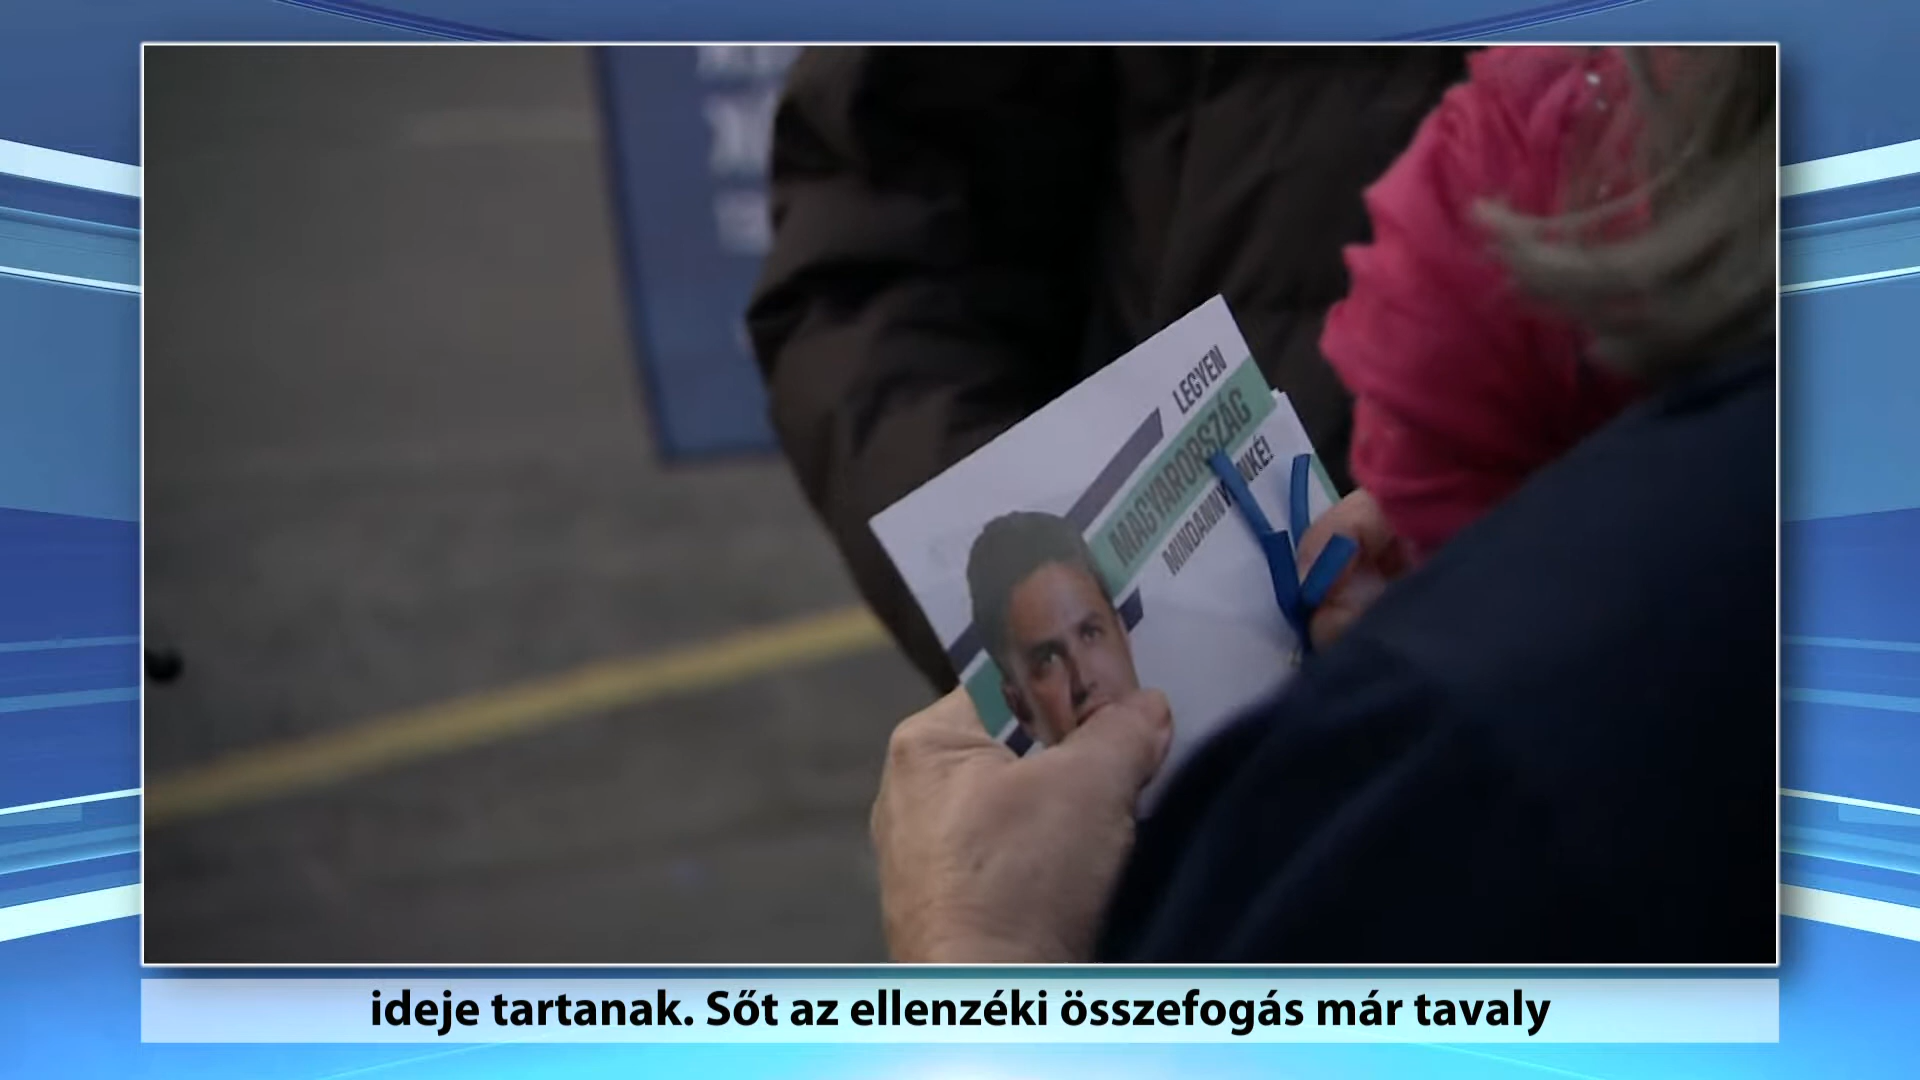 LEGYEN
MAGYARORSZÁG
ideje tartanak. Sőt az ellenzéki összefogás már tavaly